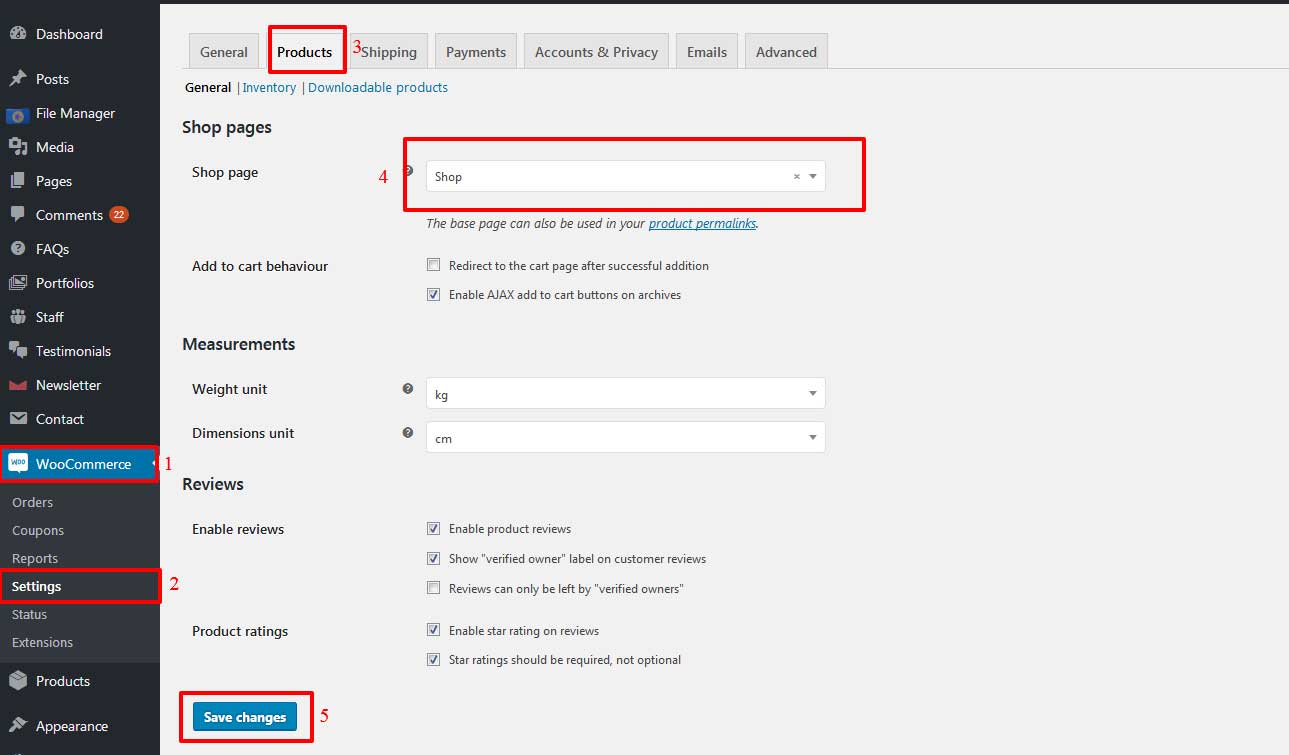 Dashboard
Posts
File Manager
Media
Pages
Comments 22
FAQs
Portfolios
Staff
Testimonials
Newsletter
Contact
WOO WooCommerce 1
Orders
Coupons
Reports
Settings 2
Status
Extensions
Products
Appearance
General Products 3 Shipping Payments Accounts & Privacy Emails Advanced
General | Inventory | Downloadable products
Shop pages
Shop page 4 ? Shop ×
The base page can also be used in your product permalinks.
Add to cart behaviour Redirect to the cart page after successful addition
Enable AJAX add to cart buttons on archives
Measurements
Weight unit ? kg
Dimensions unit ? cm
Reviews
Enable reviews Enable product reviews
Show "verified owner" label on customer reviews
Reviews can only be left by "verified owners"
Product ratings Enable star rating on reviews
Star ratings should be required, not optional
Save changes 5